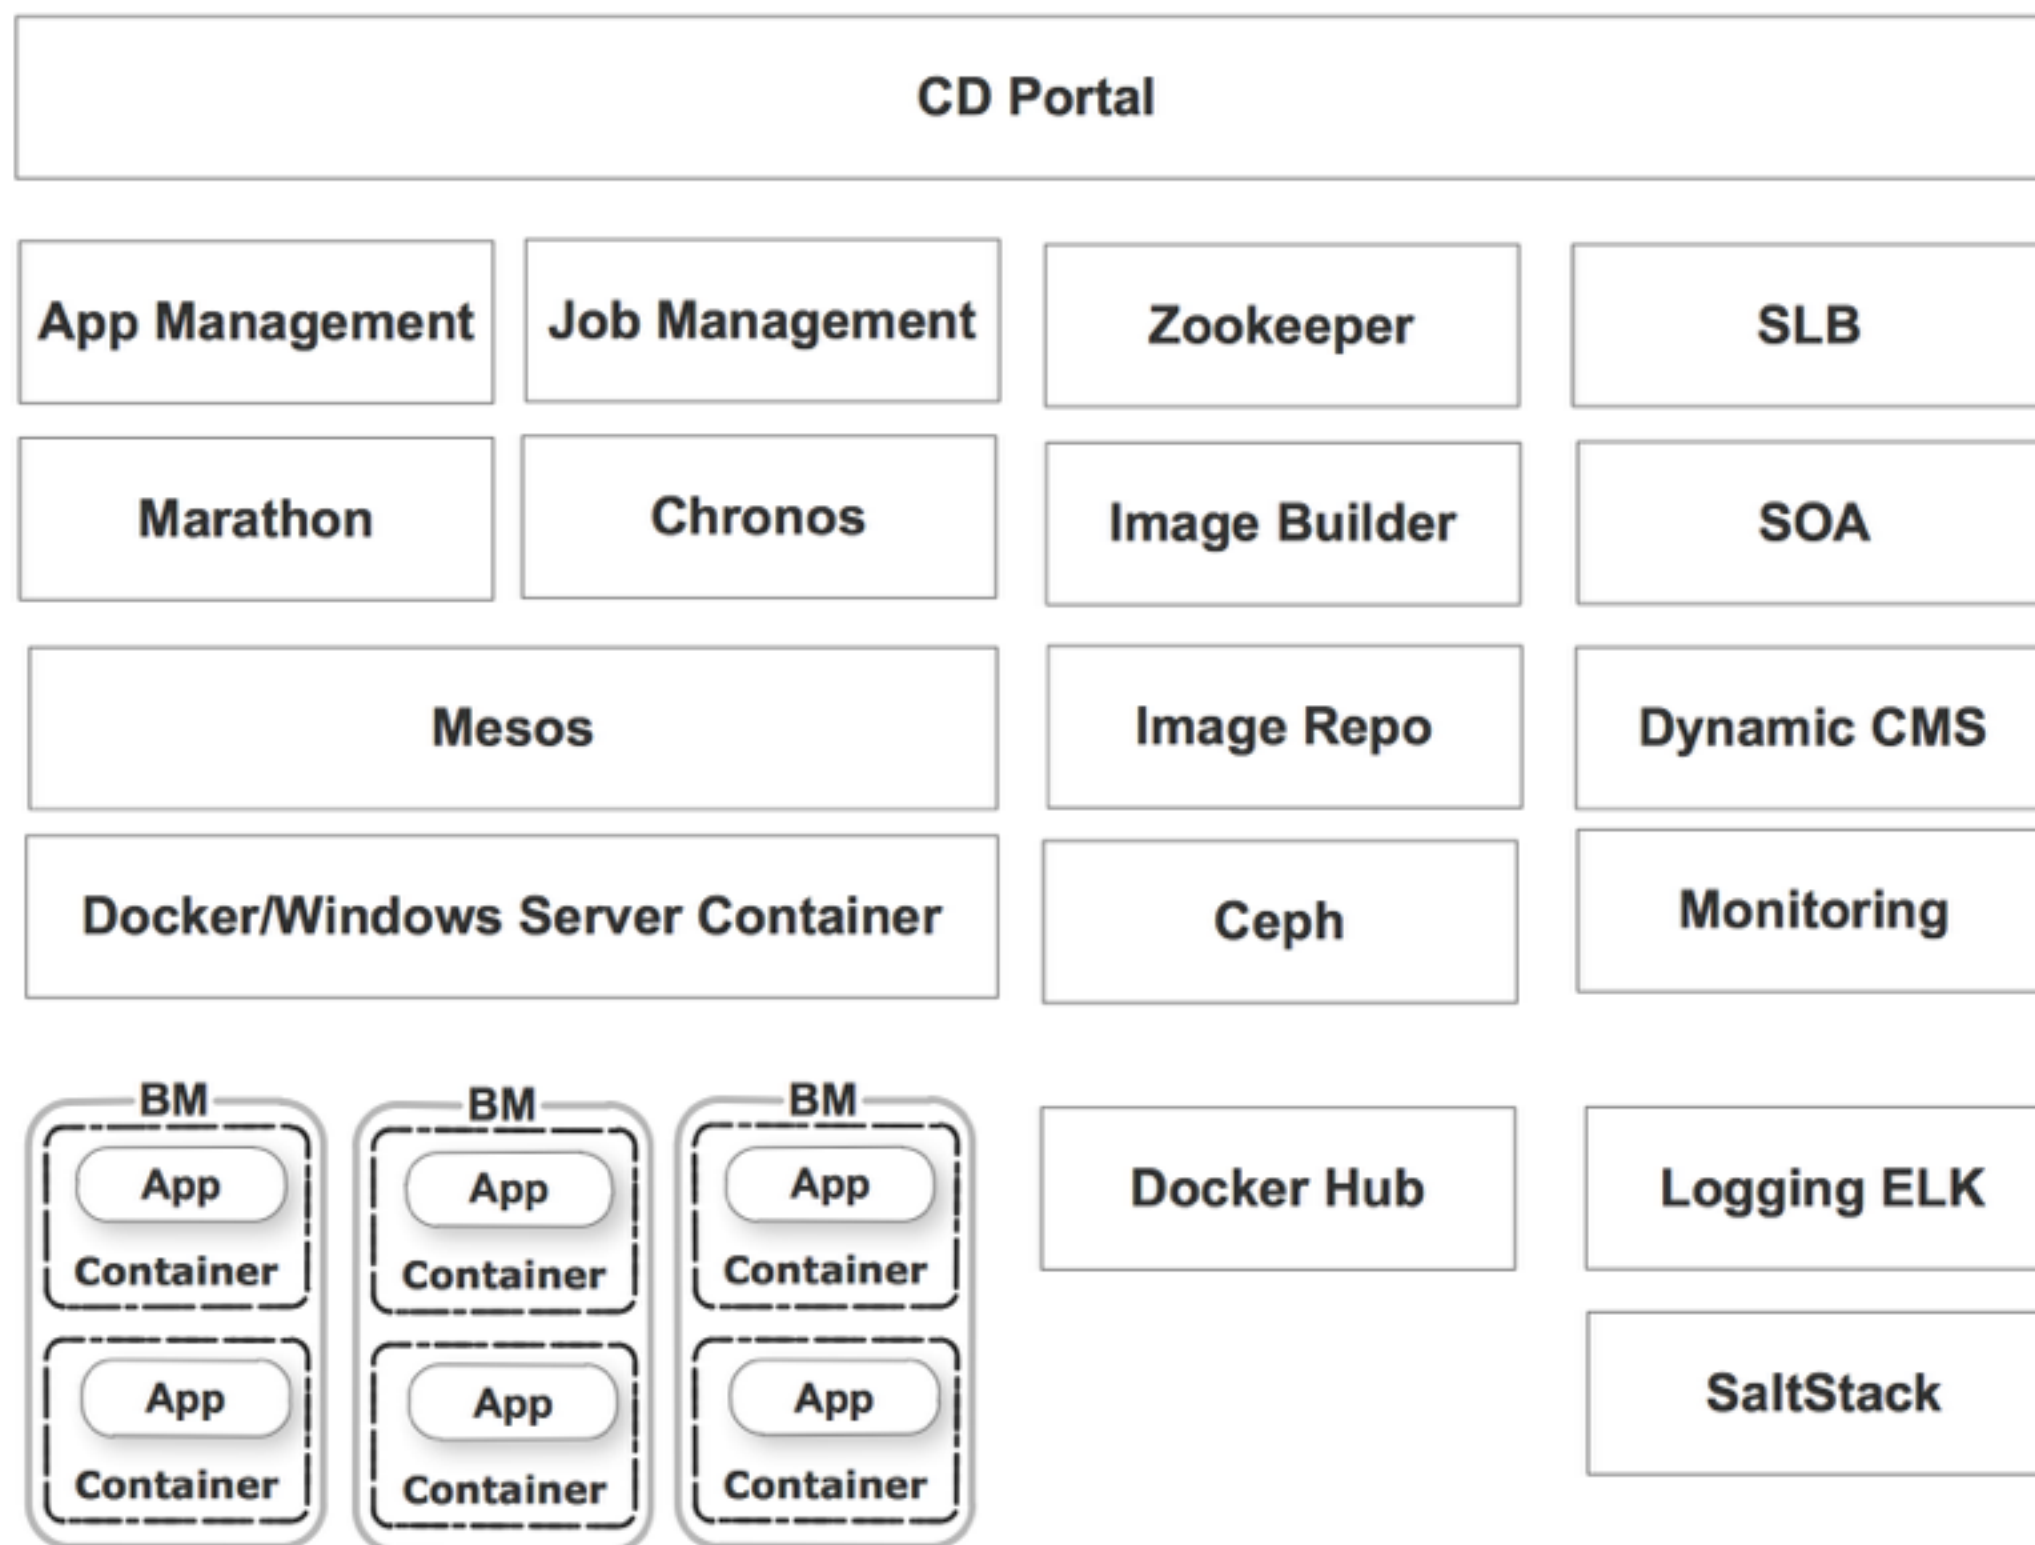 CD Portal
App Management
Job Management
Zookeeper
SLB
Marathon
Chronos
Image Builder
SOA
Mesos
Image Repo
Dynamic CMS
Docker/Windows Server Container
Ceph
Monitoring
BM
BM
BM
App
App
App
Container
Container
Container
App
App
App
Container
Container
Container
Docker Hub
Logging ELK
SaltStack